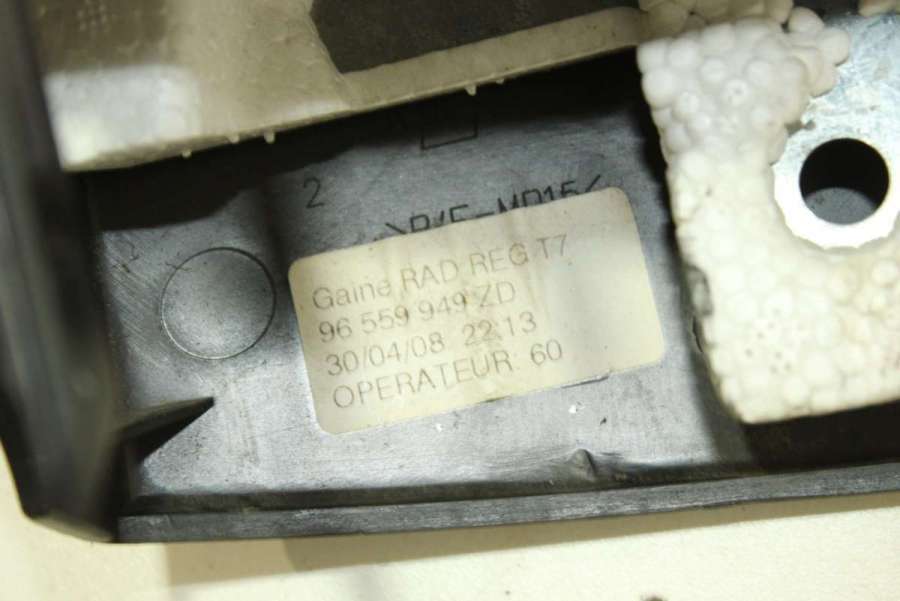 2
Gaine RAD REG T7
96 559 949 ZD
30/04/08 22:13
OPERATEUR: 60